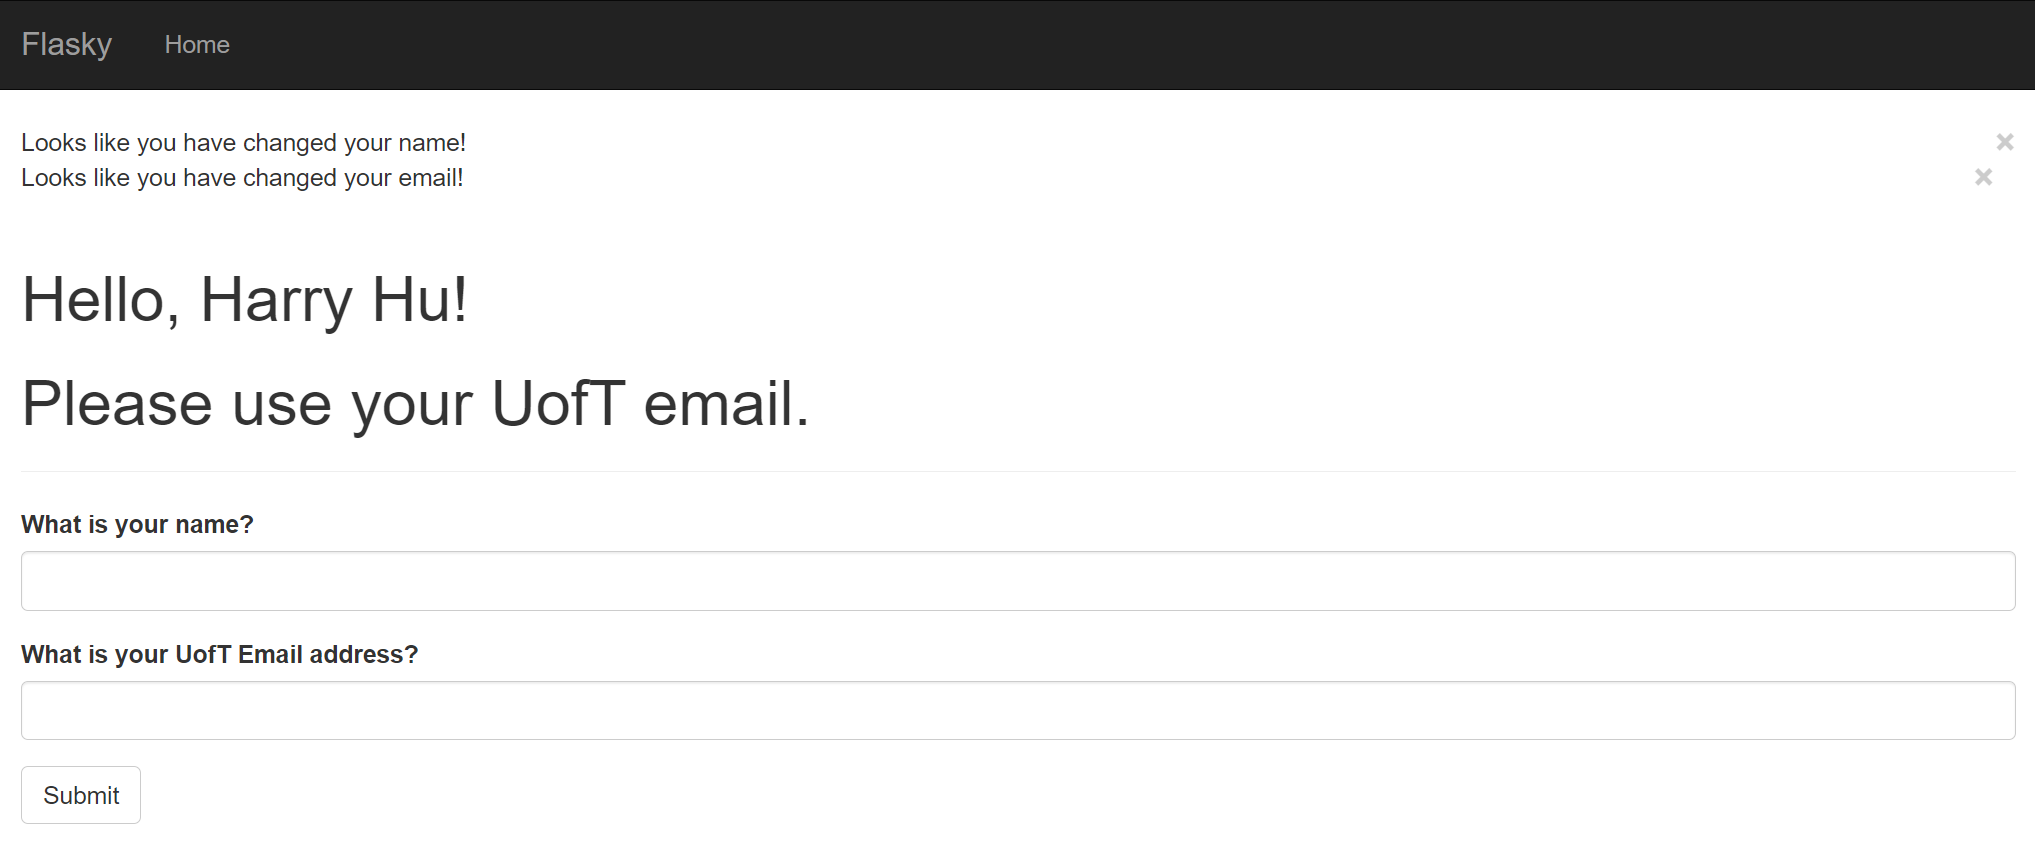 Flasky Home
Looks like you have changed your name! ×
Looks like you have changed your email! ×
Hello, Harry Hu!
Please use your UofT email.
What is your name?
What is your UofT Email address?
Submit